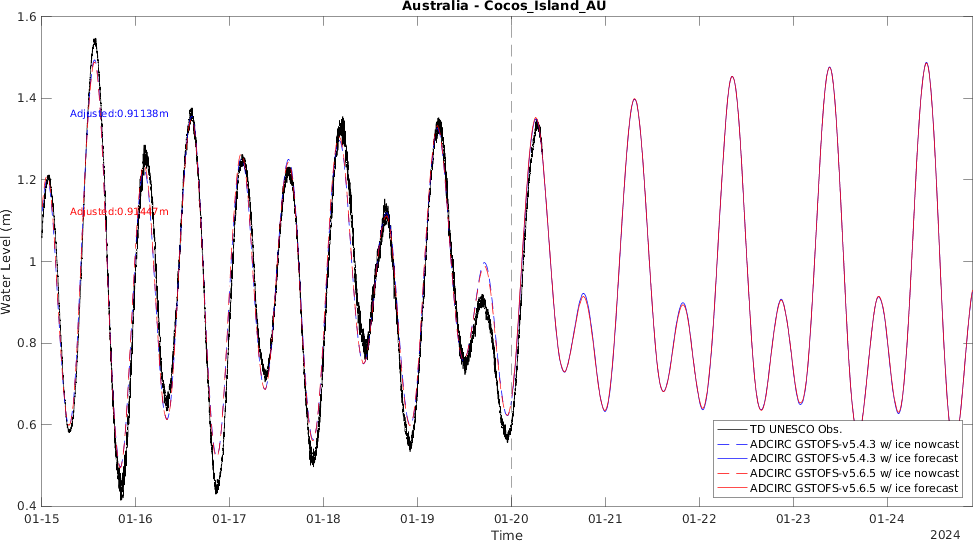 Australia - Cocos_Island_AU
1.6
1.4
1.2
1
0.8
0.6
0.4
Water Level (m)
Adjusted:0.91138m
Adjusted:0.91447m
TD UNESCO Obs.
ADCIRC GSTOFS-v5.4.3 w/ ice nowcast
ADCIRC GSTOFS-v5.4.3 w/ ice forecast
ADCIRC GSTOFS-v5.6.5 w/ ice nowcast
ADCIRC GSTOFS-v5.6.5 w/ ice forecast
01-15 01-16 01-17 01-18 01-19 01-20 01-21 01-22 01-23 01-24
Time
2024